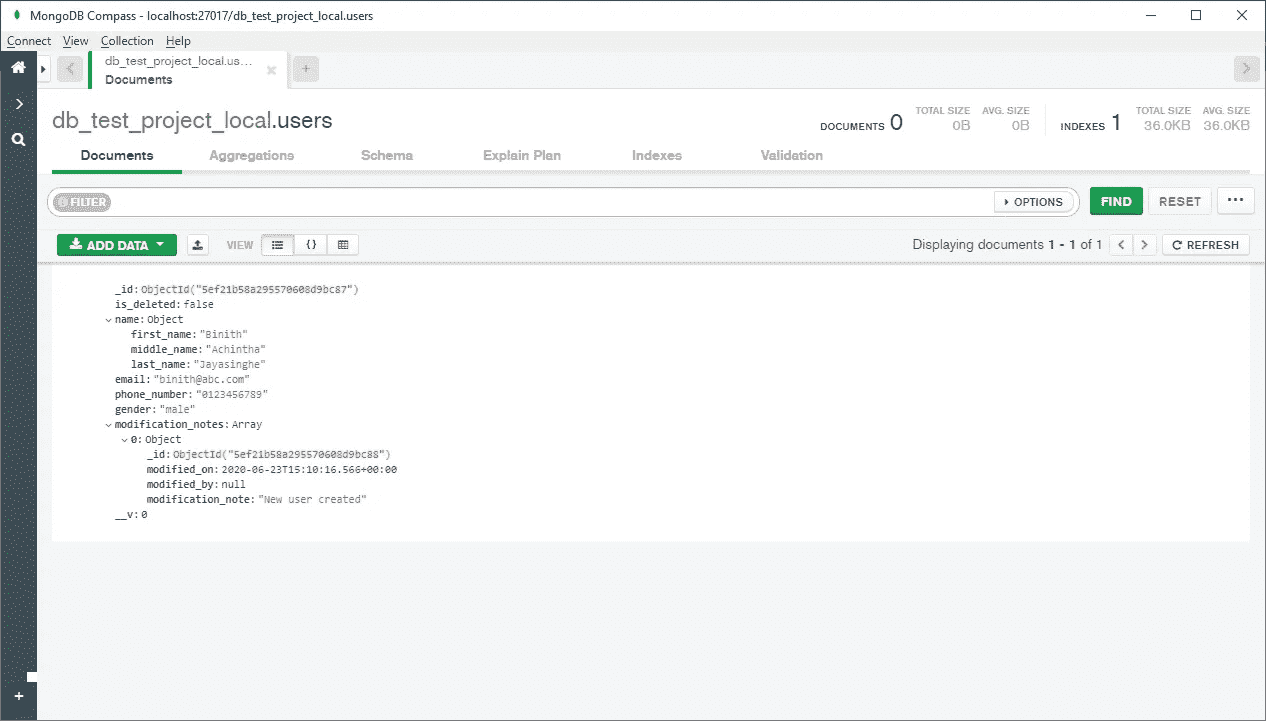 MongoDB Compass - localhost:27017/db_test_project_local.users
Connect View Collection Help
db_test_project_local.us...
Documents
db_test_project_local.users
DOCUMENTS 0 TOTAL SIZE 0B AVG. SIZE 0B INDEXES 1 TOTAL SIZE 36.0KB AVG. SIZE 36.0KB
Documents Aggregations Schema Explain Plan Indexes Validation
FILTER OPTIONS FIND RESET ...
ADD DATA VIEW {} Displaying documents 1 - 1 of 1 REFRESH
_id: ObjectId("5ef21b58a295570608d9bc87")
is_deleted: false
name: Object
first_name: "Binith"
middle_name: "Achintha"
last_name: "Jayasinghe"
email: "binith@abc.com"
phone_number: "0123456789"
gender: "male"
modification_notes: Array
0: Object
_id: ObjectId("5ef21b58a295570608d9bc88")
modified_on: 2020-06-23T15:10:16.566+00:00
modified_by: null
modification_note: "New user created"
__v: 0